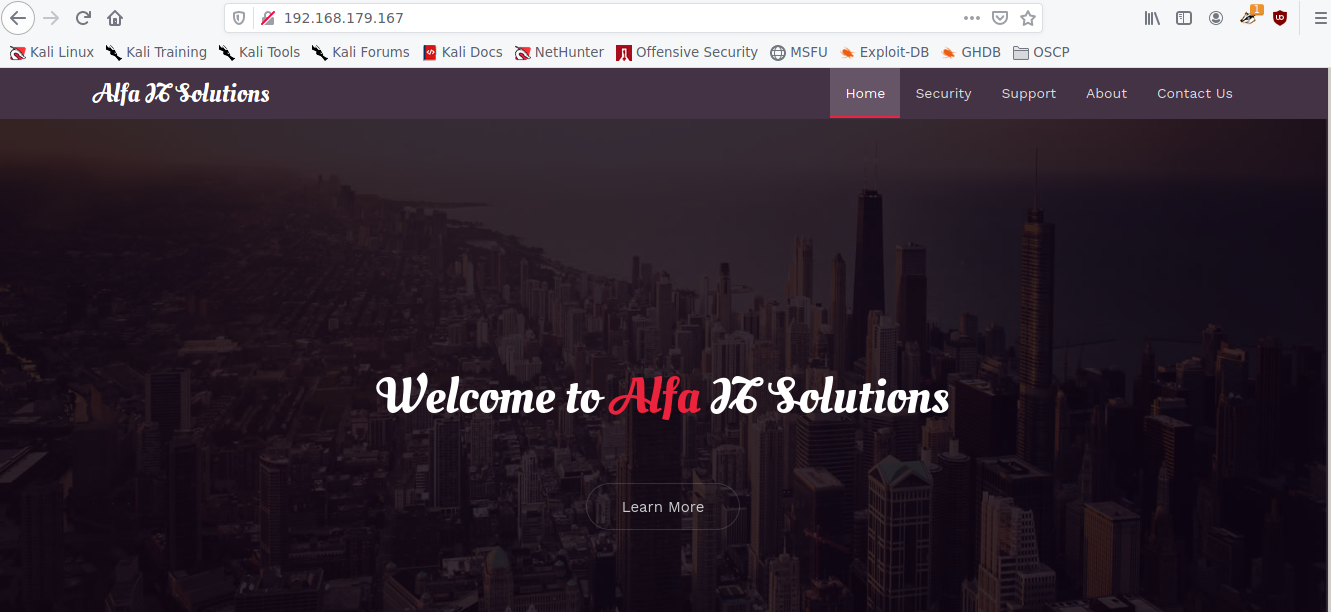 192.168.179.167
1
Kali Linux Kali Training Kali Tools Kali Forums Kali Docs NetHunter Offensive Security MSFU Exploit-DB GHDB OSCP
Alfa IT Solutions Home Security Support About Contact Us
Welcome to Alfa IT Solutions
Learn More